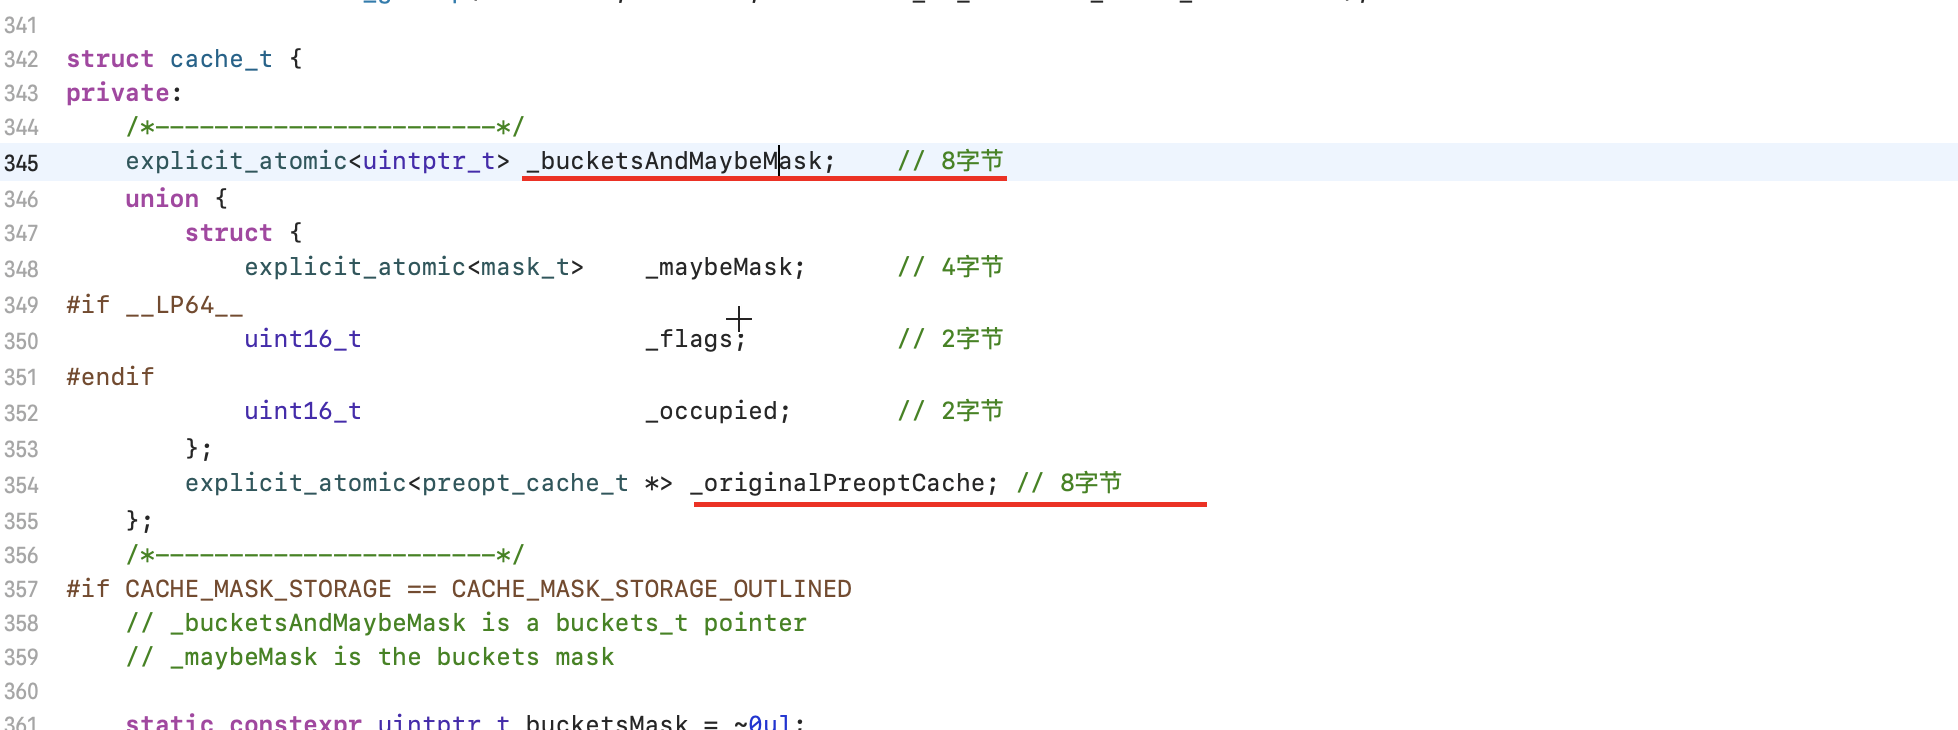 341
342 struct cache_t {
343 private:
344 /*-----------------------*/
345 explicit_atomic<uintptr_t> _bucketsAndMaybeMask; // 8字节
346 union {
347 struct {
348 explicit_atomic<mask_t> _maybeMask; // 4字节
349 #if __LP64__
350 uint16_t _flags; // 2字节
351 #endif
352 uint16_t _occupied; // 2字节
353 };
354 explicit_atomic<preopt_cache_t *> _originalPreoptCache; // 8字节
355 };
356 /*-----------------------*/
357 #if CACHE_MASK_STORAGE == CACHE_MASK_STORAGE_OUTLINED
358 // _bucketsAndMaybeMask is a buckets_t pointer
359 // _maybeMask is the buckets mask
360
361 static constexpr uintptr_t bucketsMask = ~0ul;